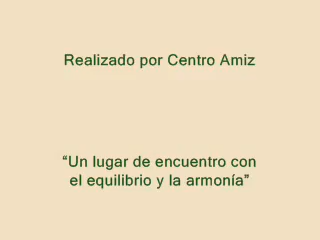 Realizado por Centro Amiz
“Un lugar de encuentro con
el equilibrio y la armonía”